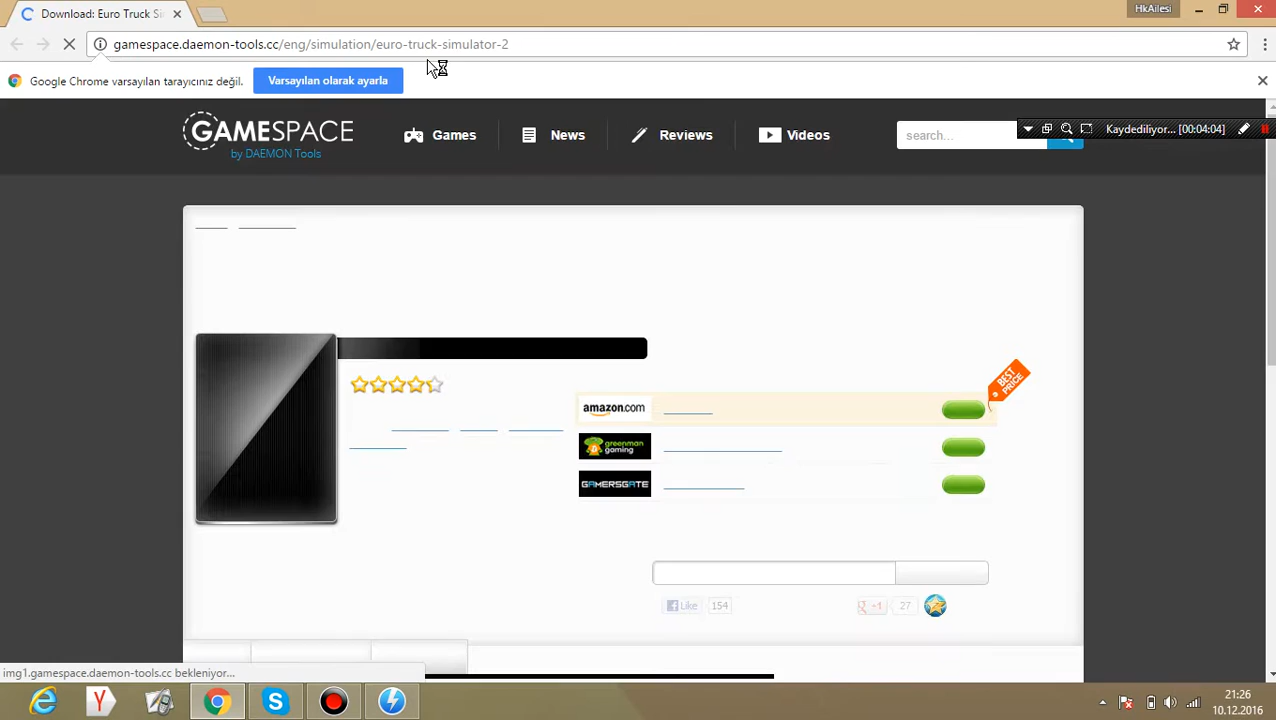 Download: Euro Truck Sim
HkAilesi
gamespace.daemon-tools.cc/eng/simulation/euro-truck-simulator-2
Google Chrome varsayılan tarayıcınız değil.
Varsayılan olarak ayarla
GAMESPACE
by DAEMON Tools
Games
News
Reviews
Videos
search...
Kaydediliyor... [00:04:04]
BEST PRICE
amazon.com
greenman gaming
GAMERSGATE
Like
154
+1
27
img1.gamespace.daemon-tools.cc bekleniyor...
21:26
10.12.2016